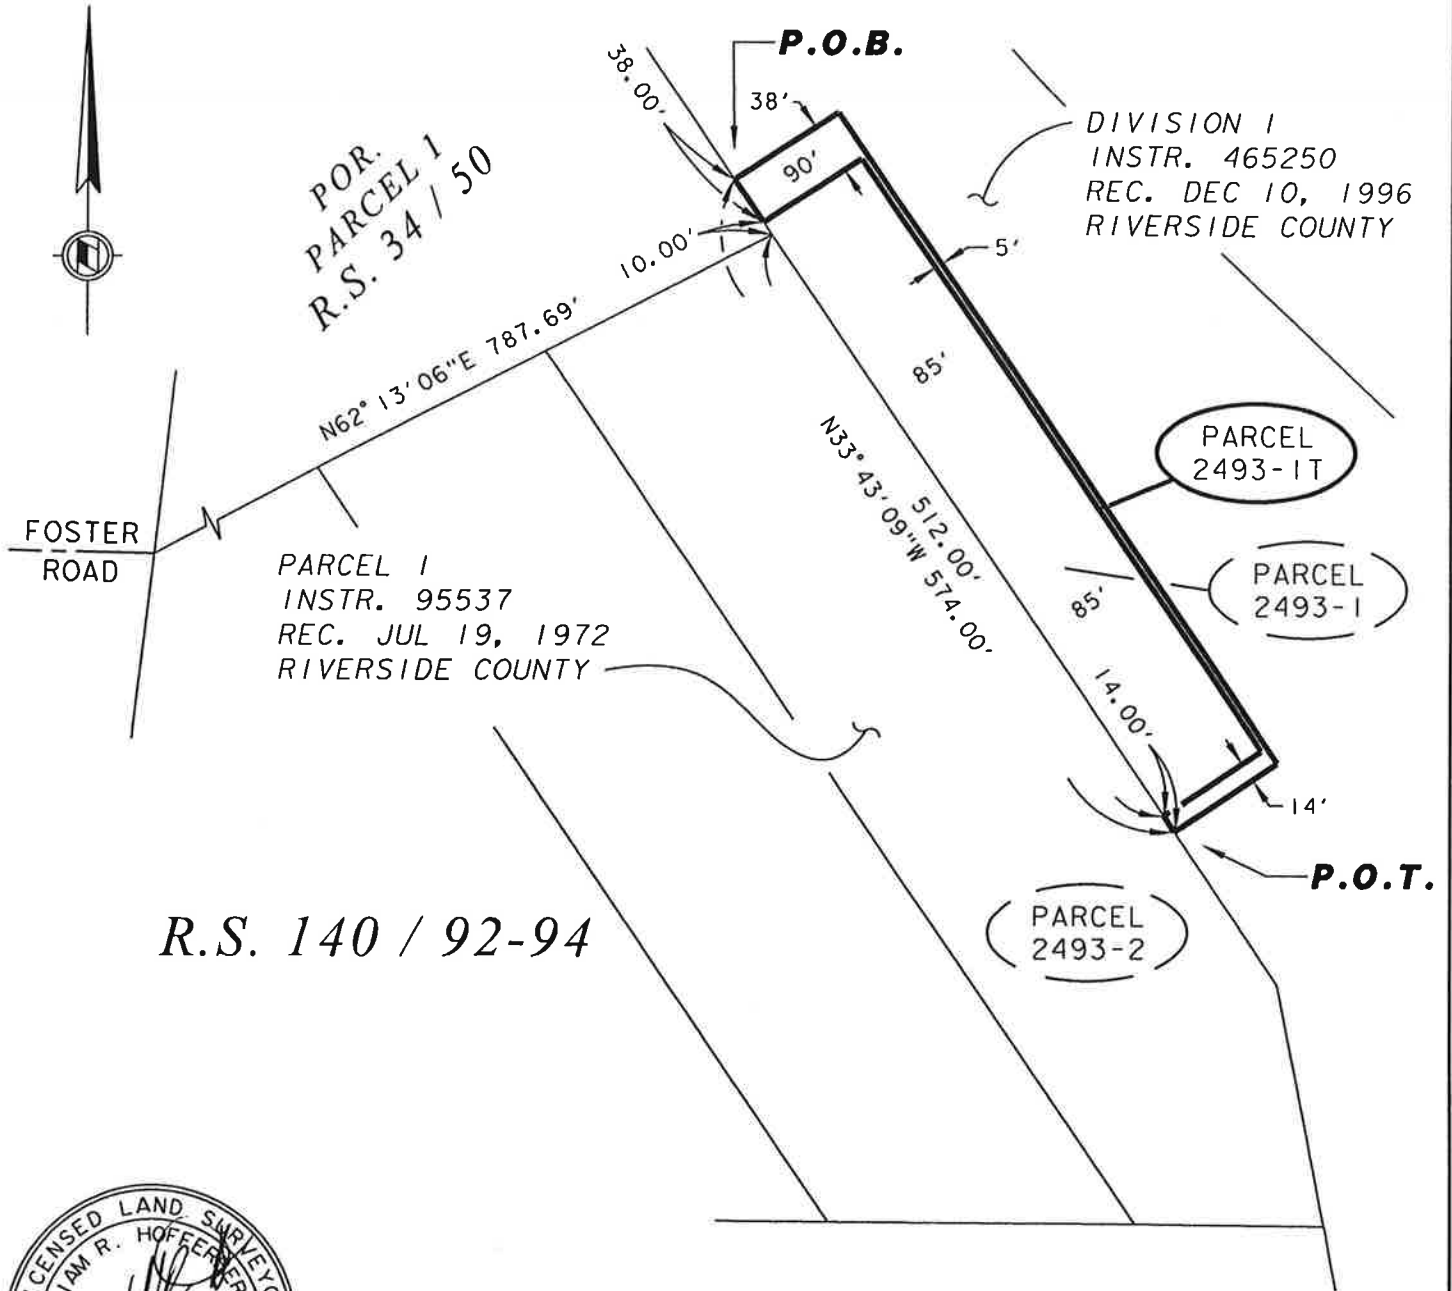 P.O.B.
38.00'
38'
90'
DIVISION 1
INSTR. 465250
REC. DEC 10, 1996
RIVERSIDE COUNTY
POR.
PARCEL 1
R.S. 34 / 50
10.00'
5'
N62° 13' 06"E 787.69'
85'
N33° 43' 09"W 574.00'
512.00'
PARCEL
2493-1T
FOSTER
ROAD
PARCEL 1
INSTR. 95537
REC. JUL 19, 1972
RIVERSIDE COUNTY
PARCEL
2493-1
85'
14.00'
14'
P.O.T.
PARCEL
2493-2
R.S. 140 / 92-94
LAND
R.